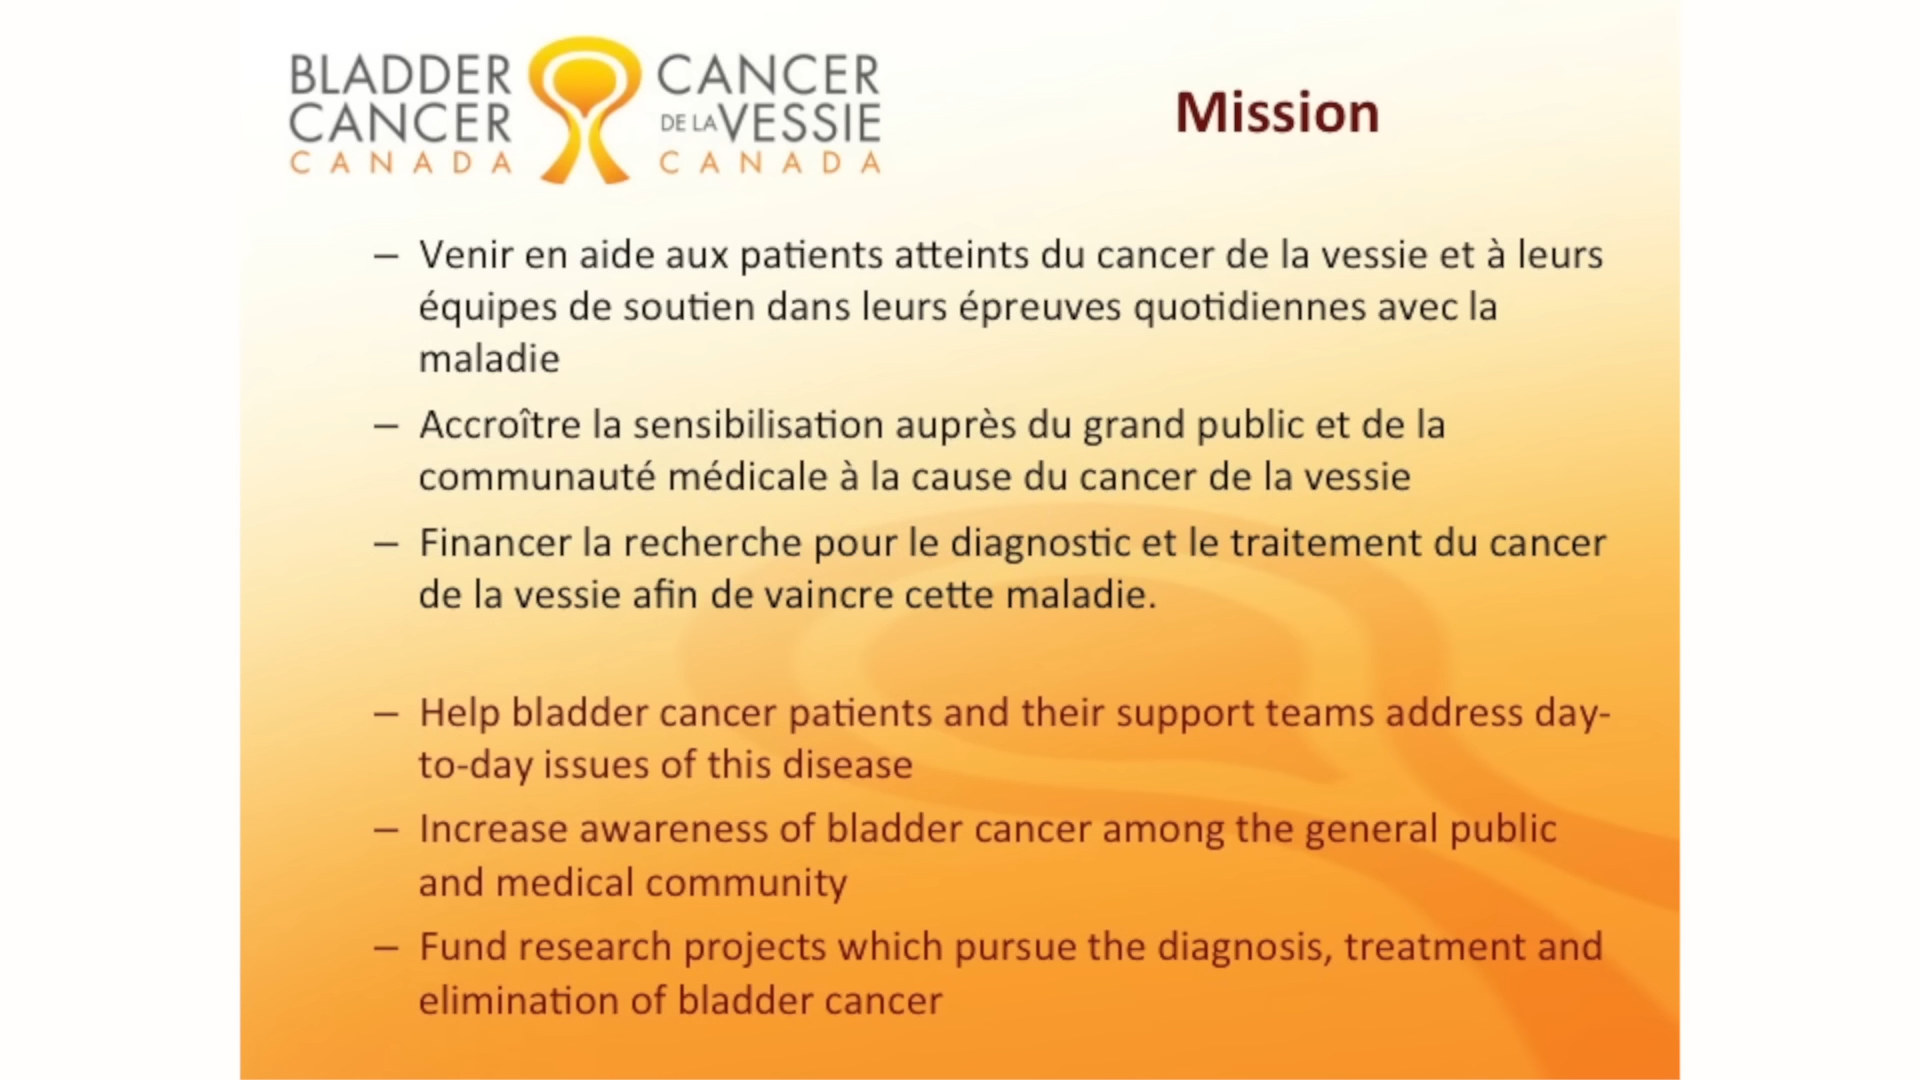 BLADDER
CANCER
CANADA
CANCER
DE LA VESSIE
CANADA
Mission
– Venir en aide aux patients atteints du cancer de la vessie et à leurs
équipes de soutien dans leurs épreuves quotidiennes avec la
maladie
– Accroître la sensibilisation auprès du grand public et de la
communauté médicale à la cause du cancer de la vessie
– Financer la recherche pour le diagnostic et le traitement du cancer
de la vessie afin de vaincre cette maladie.
– Help bladder cancer patients and their support teams address day-
to-day issues of this disease
– Increase awareness of bladder cancer among the general public
and medical community
– Fund research projects which pursue the diagnosis, treatment and
elimination of bladder cancer